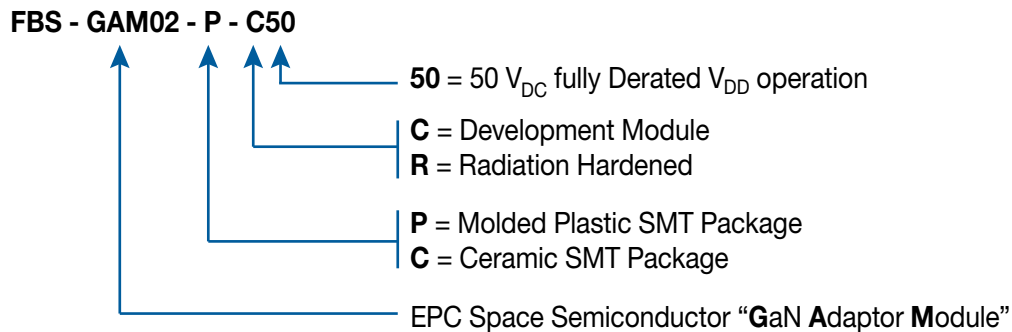 FBS - GAM02 - P - C50
50 = 50 VDC fully Derated VDD operation
C = Development Module
R = Radiation Hardened
P = Molded Plastic SMT Package
C = Ceramic SMT Package
EPC Space Semiconductor “GaN Adaptor Module”